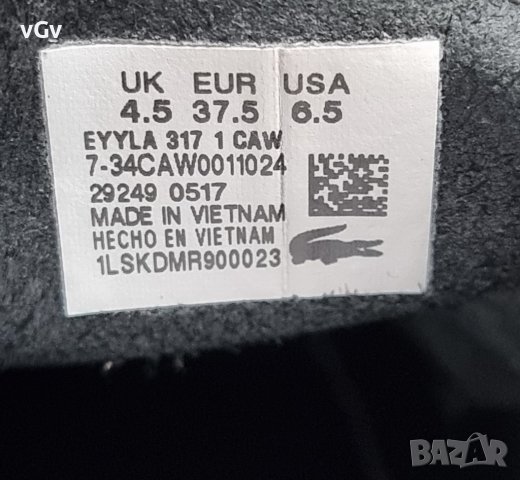 vGv
UK EUR USA
4.5 37.5 6.5
EYYLA 317 1 CAW
7-34CAW0011024
29249 0517
MADE IN VIETNAM
HECHO EN VIETNAM
1LSKDMR900023
BAZAR